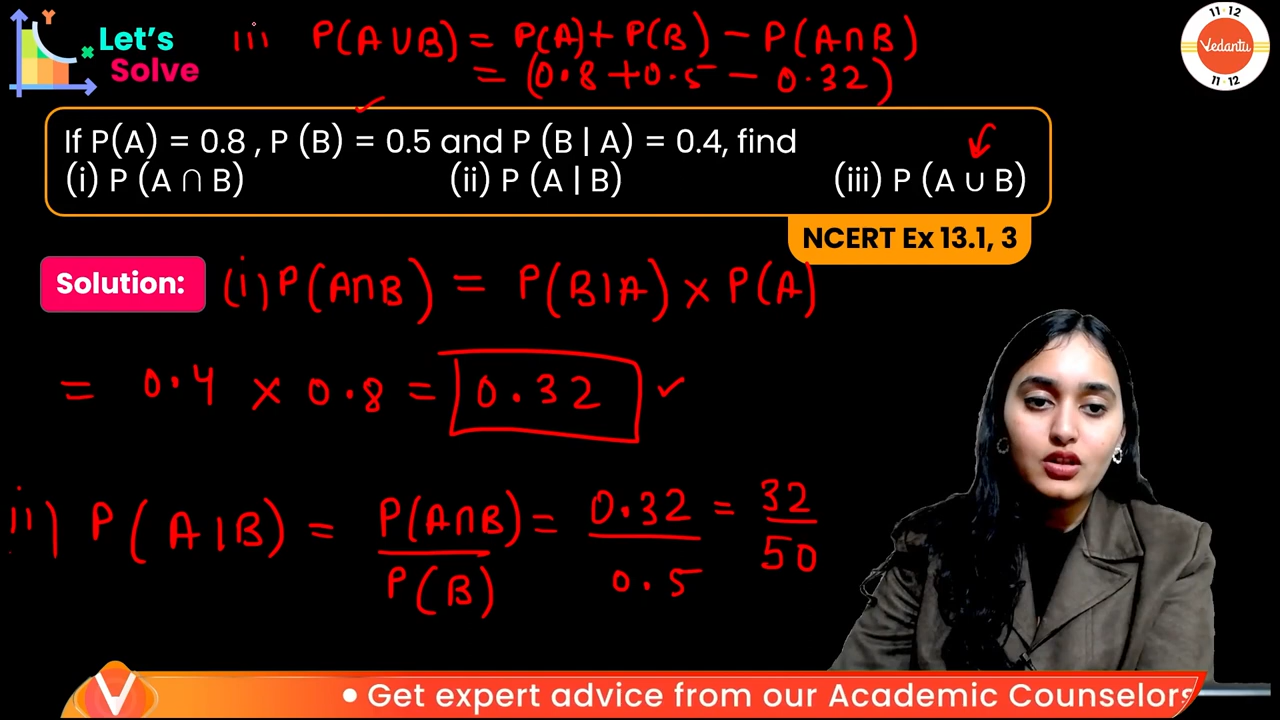 Y
Let's
x
Solve
iii P(A∪B) = P(A) + P(B) - P(A∩B)
= (0.8 + 0.5 - 0.32)
11·12
Vedantu
11·12
If P(A) = 0.8 , P (B) = 0.5 and P (B | A) = 0.4, find
(i) P (A ∩ B) (ii) P (A | B) (iii) P (A ∪ B)
NCERT Ex 13.1, 3
Solution: (i) P(A∩B) = P(B|A) × P(A)
= 0.4 × 0.8 = 0.32 ✓
ii) P(A|B) = P(A∩B) / P(B) = 0.32 / 0.5 = 32 / 50
V
• Get expert advice from our Academic Counselors